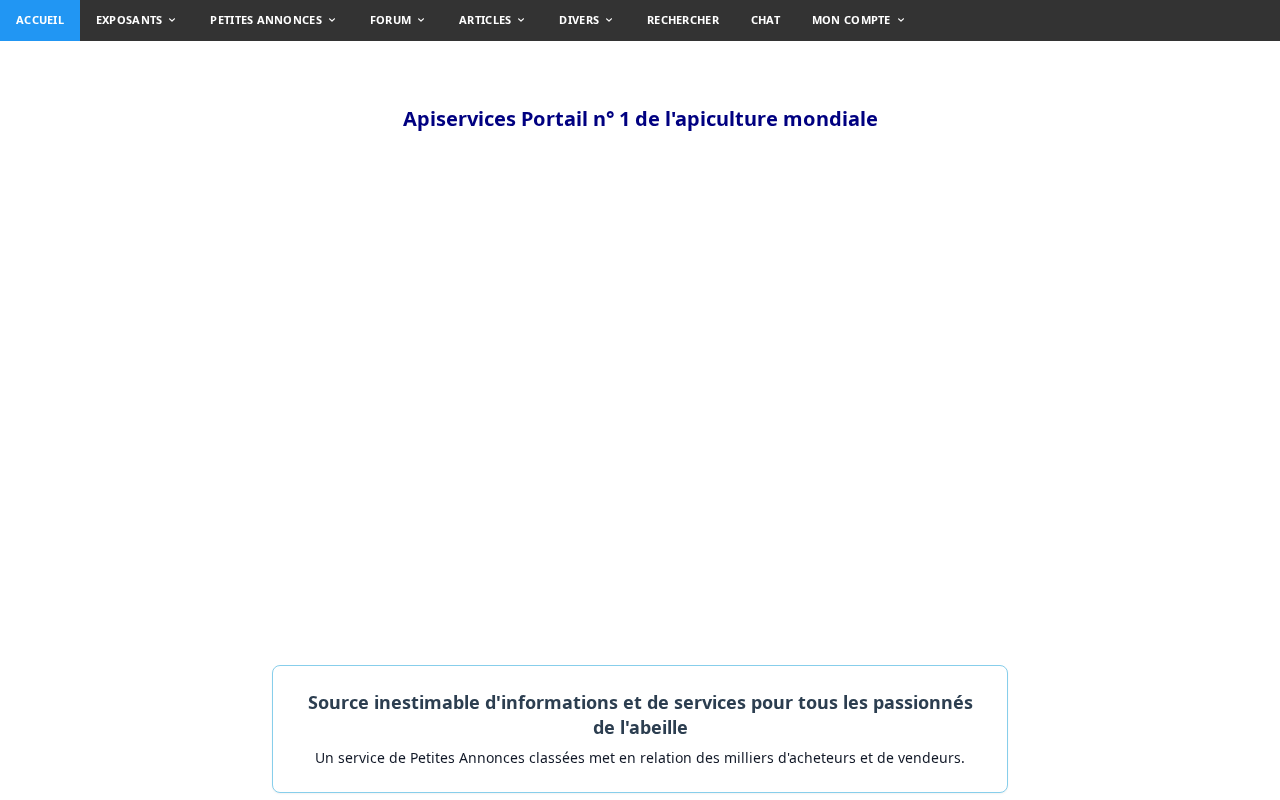 ACCUEIL EXPOSANTS PETITES ANNONCES FORUM ARTICLES DIVERS RECHERCHER CHAT MON COMPTE
Apiservices Portail n° 1 de l'apiculture mondiale
Source inestimable d'informations et de services pour tous les passionnés
de l'abeille
Un service de Petites Annonces classées met en relation des milliers d'acheteurs et de vendeurs.